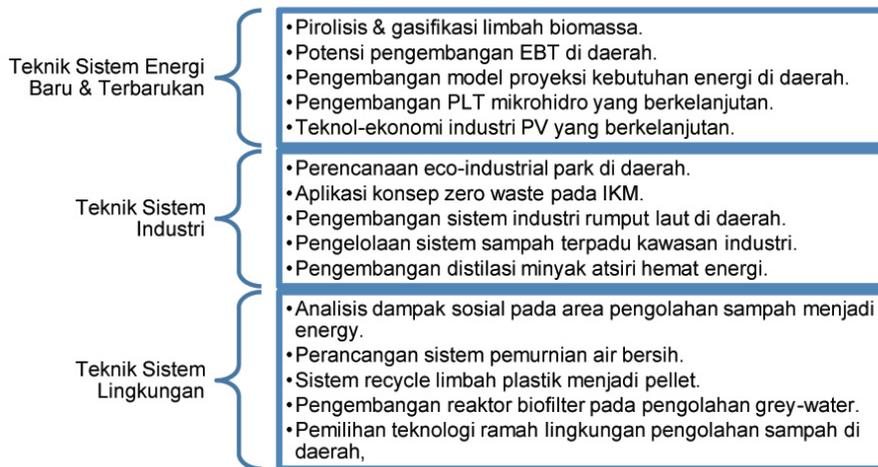 Teknik Sistem Energi
Baru & Terbarukan
•Pirolisis & gasifikasi limbah biomassa.
•Potensi pengembangan EBT di daerah.
•Pengembangan model proyeksi kebutuhan energi di daerah.
•Pengembangan PLT mikrohidro yang berkelanjutan.
•Teknol-ekonomi industri PV yang berkelanjutan.
Teknik Sistem
Industri
•Perencanaan eco-industrial park di daerah.
•Aplikasi konsep zero waste pada IKM.
•Pengembangan sistem industri rumput laut di daerah.
•Pengelolaan sistem sampah terpadu kawasan industri.
•Pengembangan distilasi minyak atsiri hemat energi.
Teknik Sistem
Lingkungan
•Analisis dampak sosial pada area pengolahan sampah menjadi
energy.
•Perancangan sistem pemurnian air bersih.
•Sistem recycle limbah plastik menjadi pellet.
•Pengembangan reaktor biofilter pada pengolahan grey-water.
•Pemilihan teknologi ramah lingkungan pengolahan sampah di
daerah,